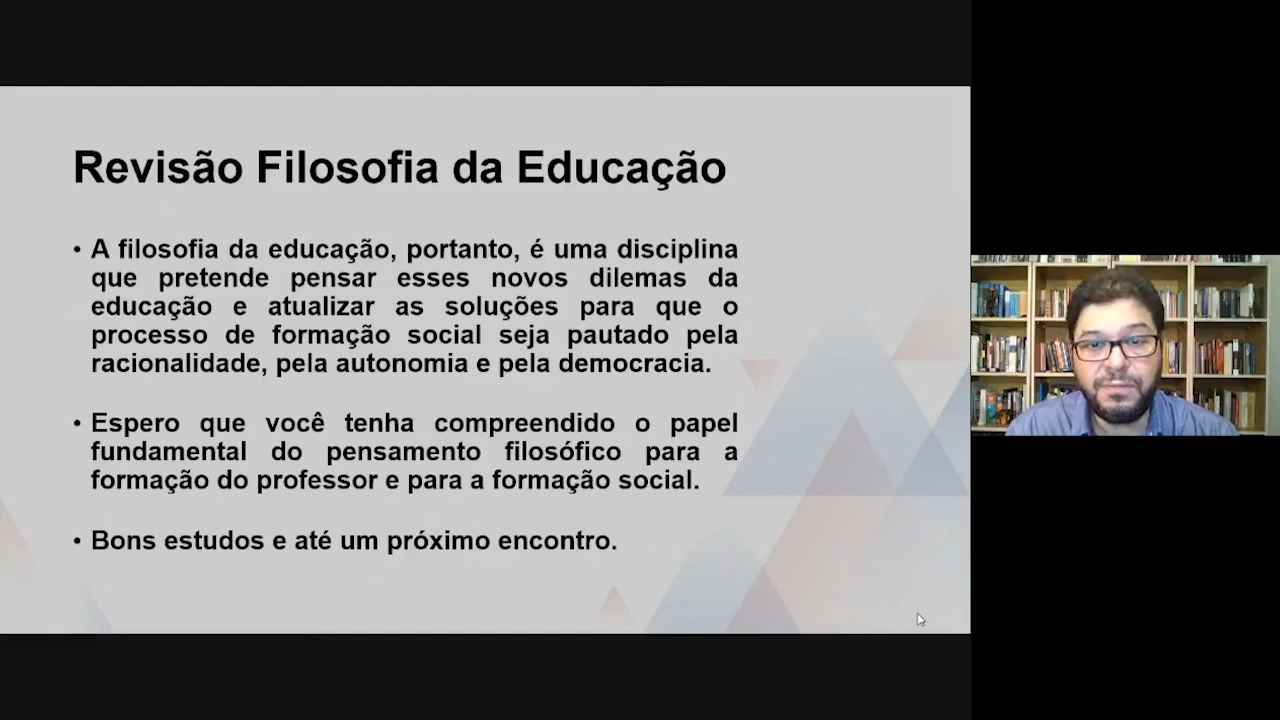 Revisão Filosofia da Educação
• A filosofia da educação, portanto, é uma disciplina
que pretende pensar esses novos dilemas da
educação e atualizar as soluções para que o
processo de formação social seja pautado pela
racionalidade, pela autonomia e pela democracia.
• Espero que você tenha compreendido o papel
fundamental do pensamento filosófico para a
formação do professor e para a formação social.
• Bons estudos e até um próximo encontro.